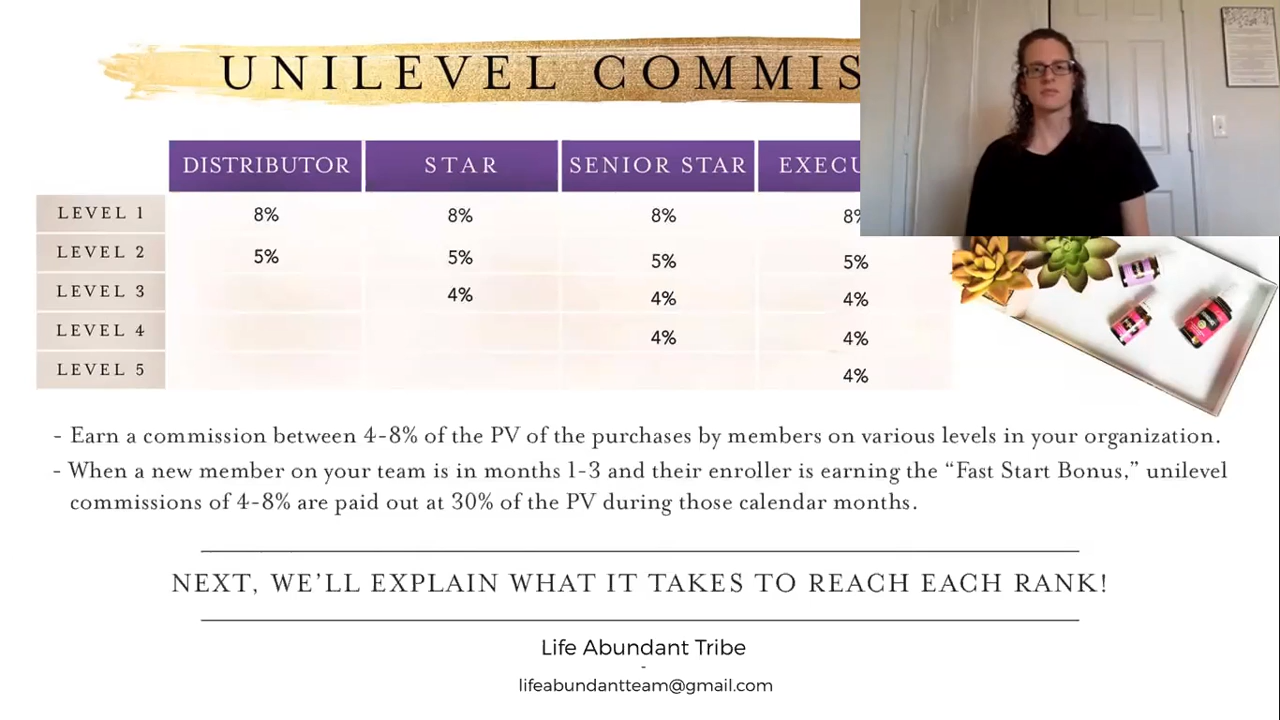 UNILEVEL COMMIS
DISTRIBUTOR STAR SENIOR STAR EXECU
LEVEL 1 8% 8% 8% 8%
LEVEL 2 5% 5% 5% 5%
LEVEL 3 4% 4% 4%
LEVEL 4 4% 4%
LEVEL 5 4%
- Earn a commission between 4-8% of the PV of the purchases by members on various levels in your organization.
- When a new member on your team is in months 1-3 and their enroller is earning the “Fast Start Bonus,” unilevel
commissions of 4-8% are paid out at 30% of the PV during those calendar months.
NEXT, WE’LL EXPLAIN WHAT IT TAKES TO REACH EACH RANK!
Life Abundant Tribe
-
lifeabundantteam@gmail.com